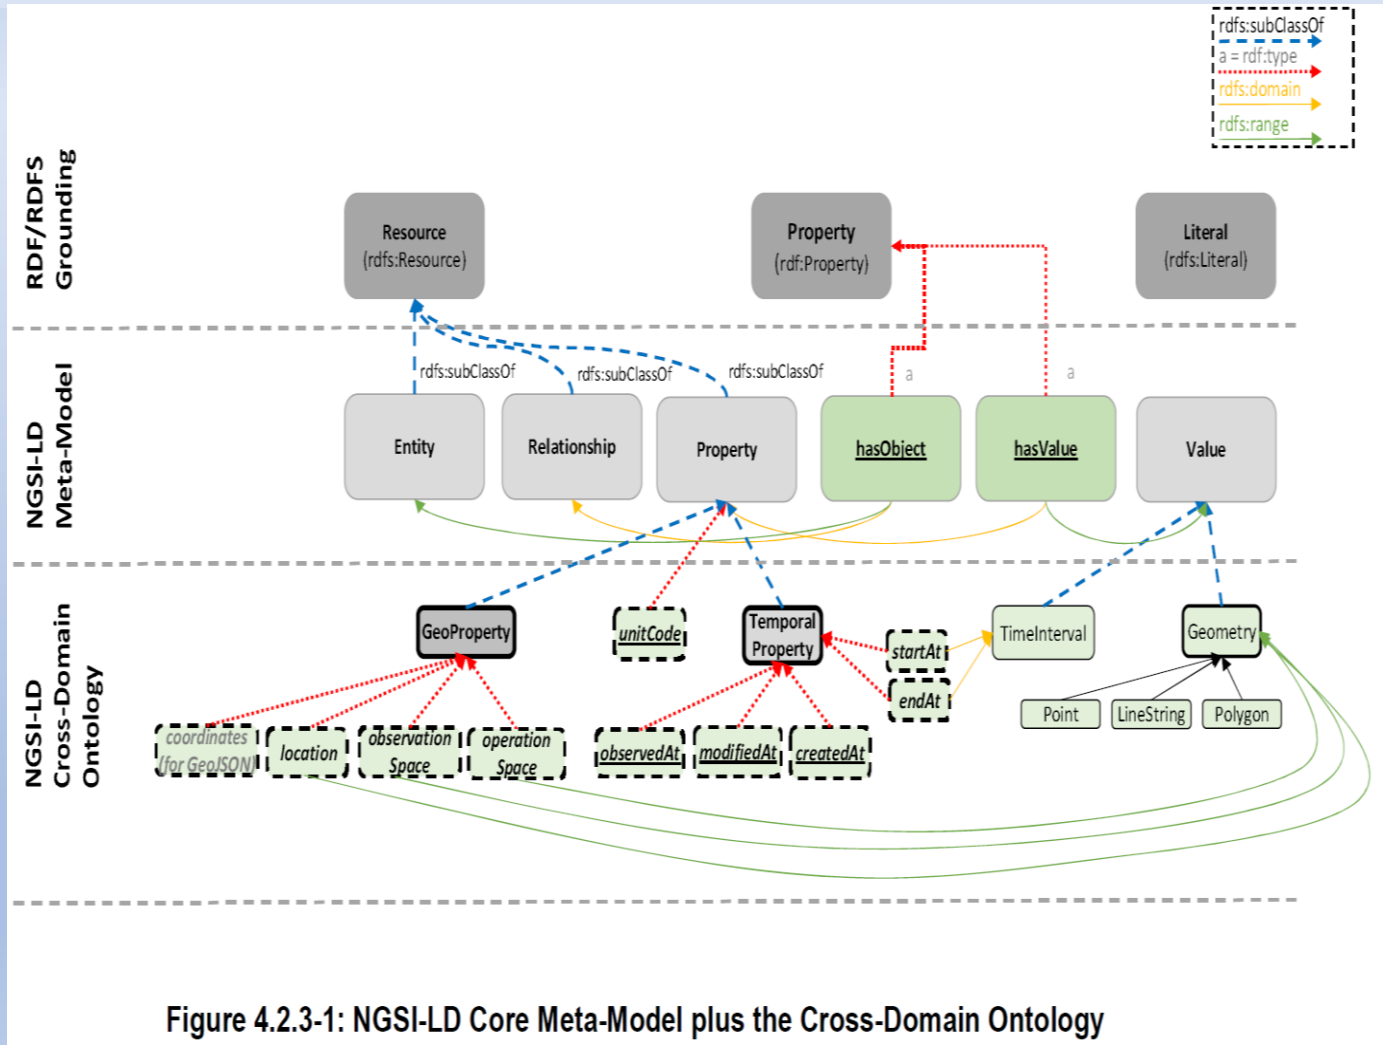 rdfs:subClassOf
a = rdf:type
rdfs:domain
rdfs:range
RDF/RDFS
Grounding
Resource
(rdfs:Resource)
Property
(rdf:Property)
Literal
(rdfs:Literal)
rdfs:subClassOf
rdfs:subClassOf
rdfs:subClassOf
a
a
NGSI-LD
Meta-Model
Entity
Relationship
Property
hasObject
hasValue
Value
NGSI-LD
Cross-Domain
Ontology
GeoProperty
unitCode
Temporal
Property
startAt
endAt
TimeInterval
Geometry
Point
LineString
Polygon
coordinates
(for GeoJSON)
location
observation
Space
operation
Space
observedAt
modifiedAt
createdAt
Figure 4.2.3-1: NGSI-LD Core Meta-Model plus the Cross-Domain Ontology